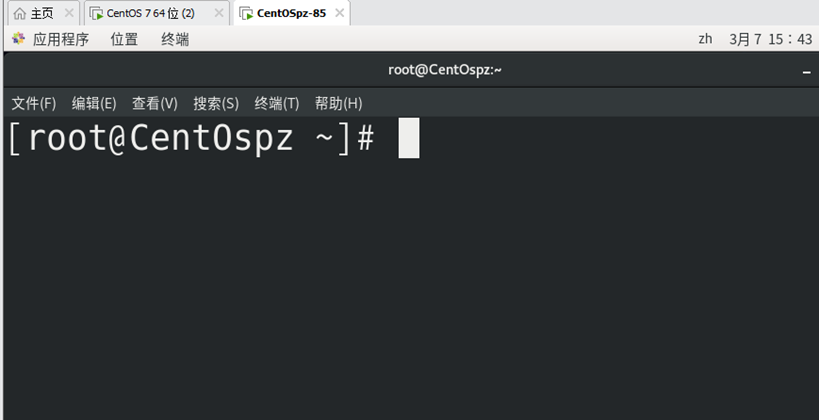 主页 CentOS 7 64 位 (2) CentOSpz-85
应用程序 位置 终端 zh 3月 7 15：43
root@CentOspz:~
文件(F) 编辑(E) 查看(V) 搜索(S) 终端(T) 帮助(H)
[root@CentOspz ~]#